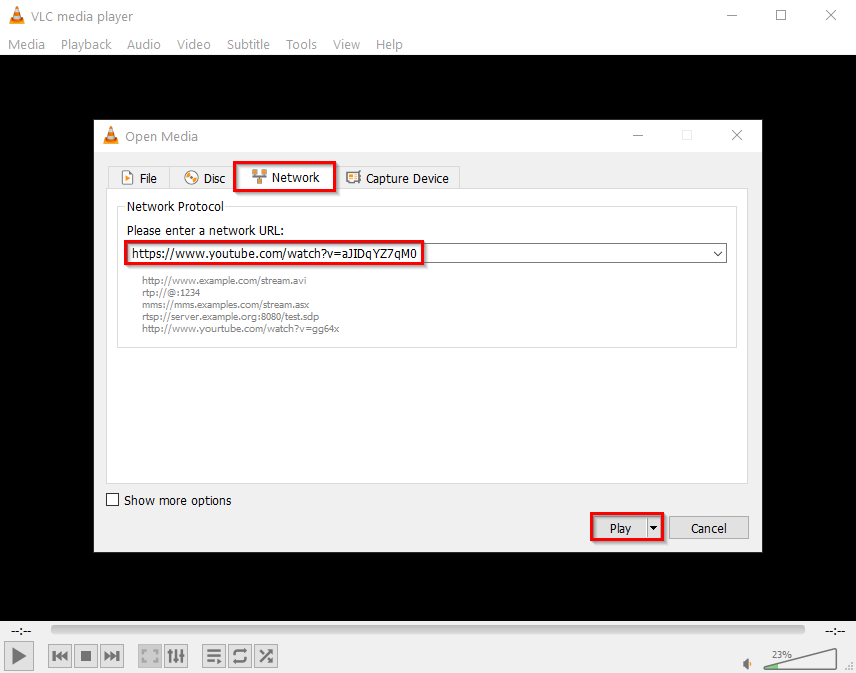 VLC media player
Media Playback Audio Video Subtitle Tools View Help
Open Media
File Disc Network Capture Device
Network Protocol
Please enter a network URL:
https://www.youtube.com/watch?v=aJIDqYZ7qM0
http://www.example.com/stream.avi
rtp://@:1234
mms://mms.examples.com/stream.asx
rtsp://server.example.org:8080/test.sdp
http://www.yourtube.com/watch?v=gg64x
Show more options
Play Cancel
--:-- --:--
23%